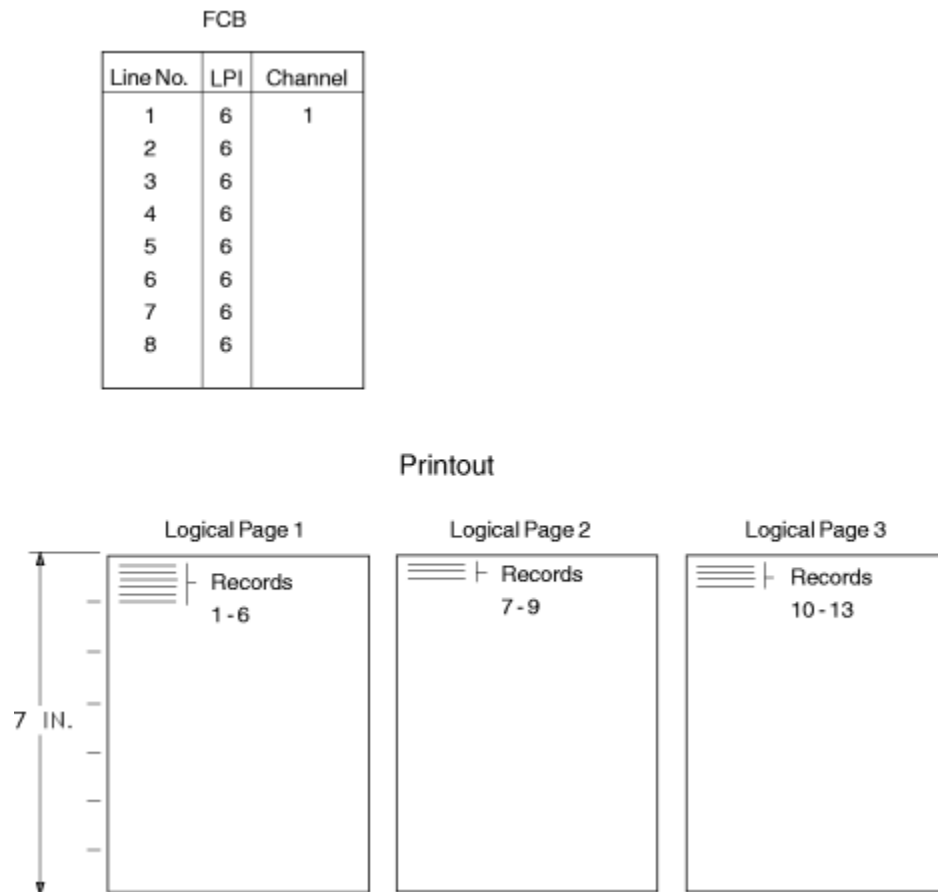 FCB
Line No. LPI Channel
1 6 1
2 6
3 6
4 6
5 6
6 6
7 6
8 6
Printout
Logical Page 1 Logical Page 2 Logical Page 3
Records Records Records
1 - 6 7 - 9 10 - 13
7 IN.